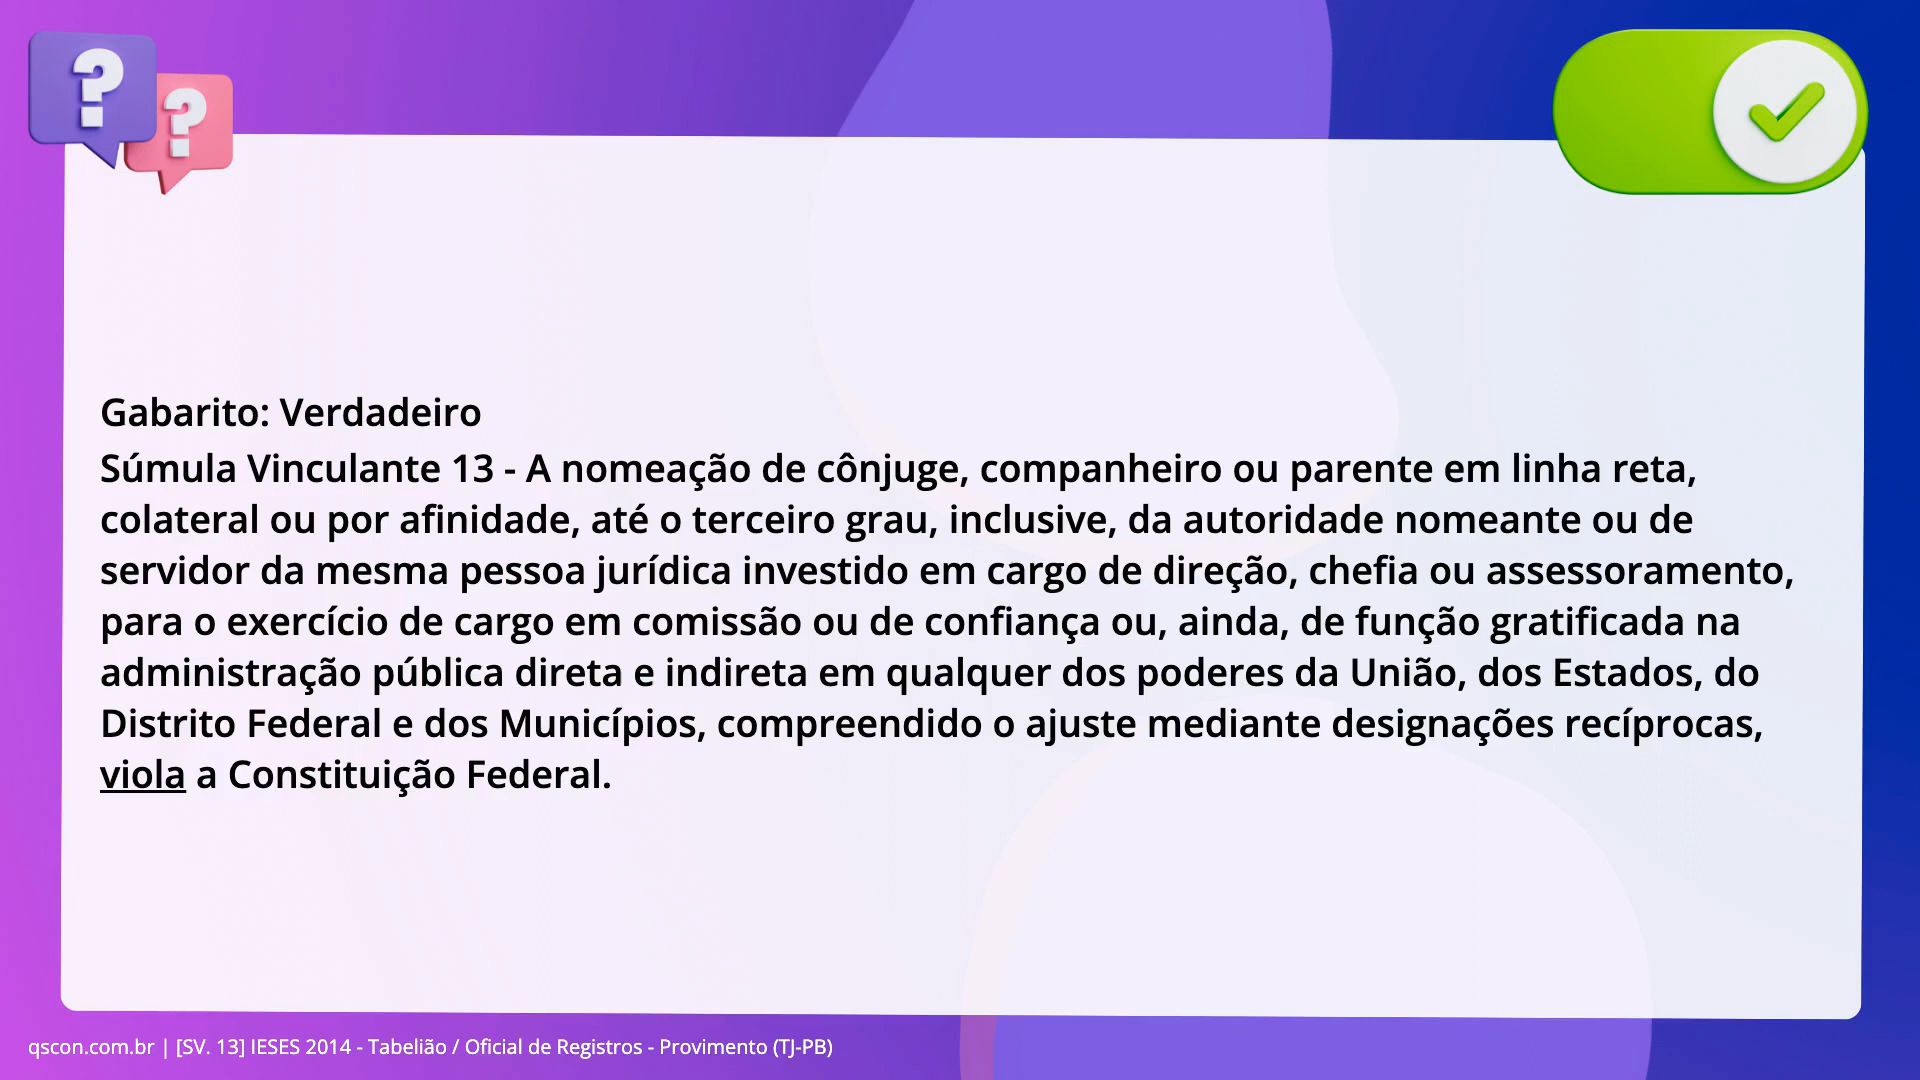 Gabarito: Verdadeiro
Súmula Vinculante 13 - A nomeação de cônjuge, companheiro ou parente em linha reta,
colateral ou por afinidade, até o terceiro grau, inclusive, da autoridade nomeante ou de
servidor da mesma pessoa jurídica investido em cargo de direção, chefia ou assessoramento,
para o exercício de cargo em comissão ou de confiança ou, ainda, de função gratificada na
administração pública direta e indireta em qualquer dos poderes da União, dos Estados, do
Distrito Federal e dos Municípios, compreendido o ajuste mediante designações recíprocas,
viola a Constituição Federal.
qscon.com.br | [SV. 13] IESES 2014 - Tabelião / Oficial de Registros - Provimento (TJ-PB)